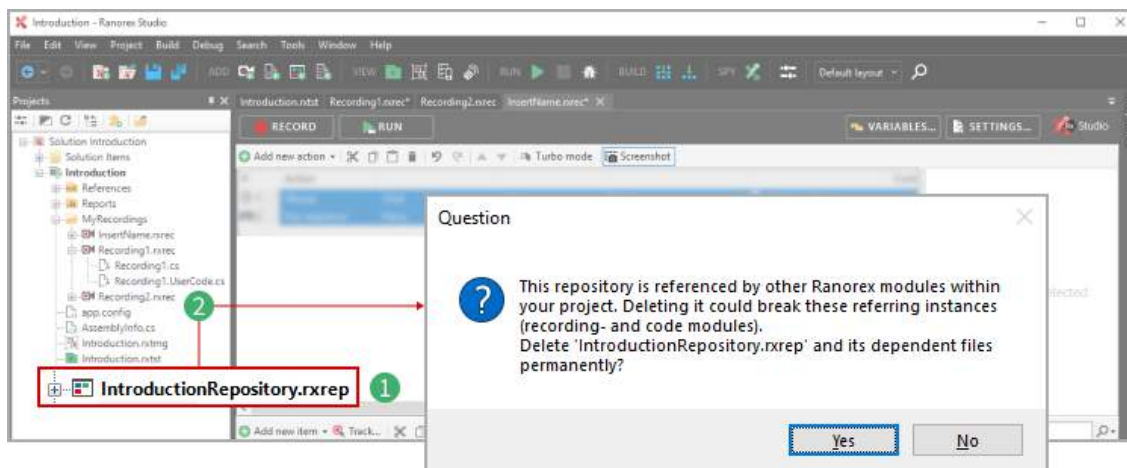 Introduction - Ranorex Studio
File Edit View Project Build Debug Search Tools Window Help
ADD VIEW RUN BUILD SPY Default layout
Projects
Introduction.rxtst Recording1.rxrec* Recording2.rxrec InsertName.rxrec*
RECORD RUN VARIABLES... SETTINGS... Studio
Add new action Turbo mode Screenshot
Solution Introduction
Solution Items
Introduction
References
Reports
MyRecordings
InsertName.rxrec
Recording1.rxrec
Recording1.cs
Recording1.UserCode.cs
Recording2.rxrec
app.config
AssemblyInfo.cs
Introduction.rxtmg
Introduction.rxtst
2
IntroductionRepository.rxrep
1
Question
This repository is referenced by other Ranorex modules within
your project. Deleting it could break these referring instances
(recording- and code modules).
Delete 'IntroductionRepository.rxrep' and its dependent files
permanently?
Yes No
Add new item Track...